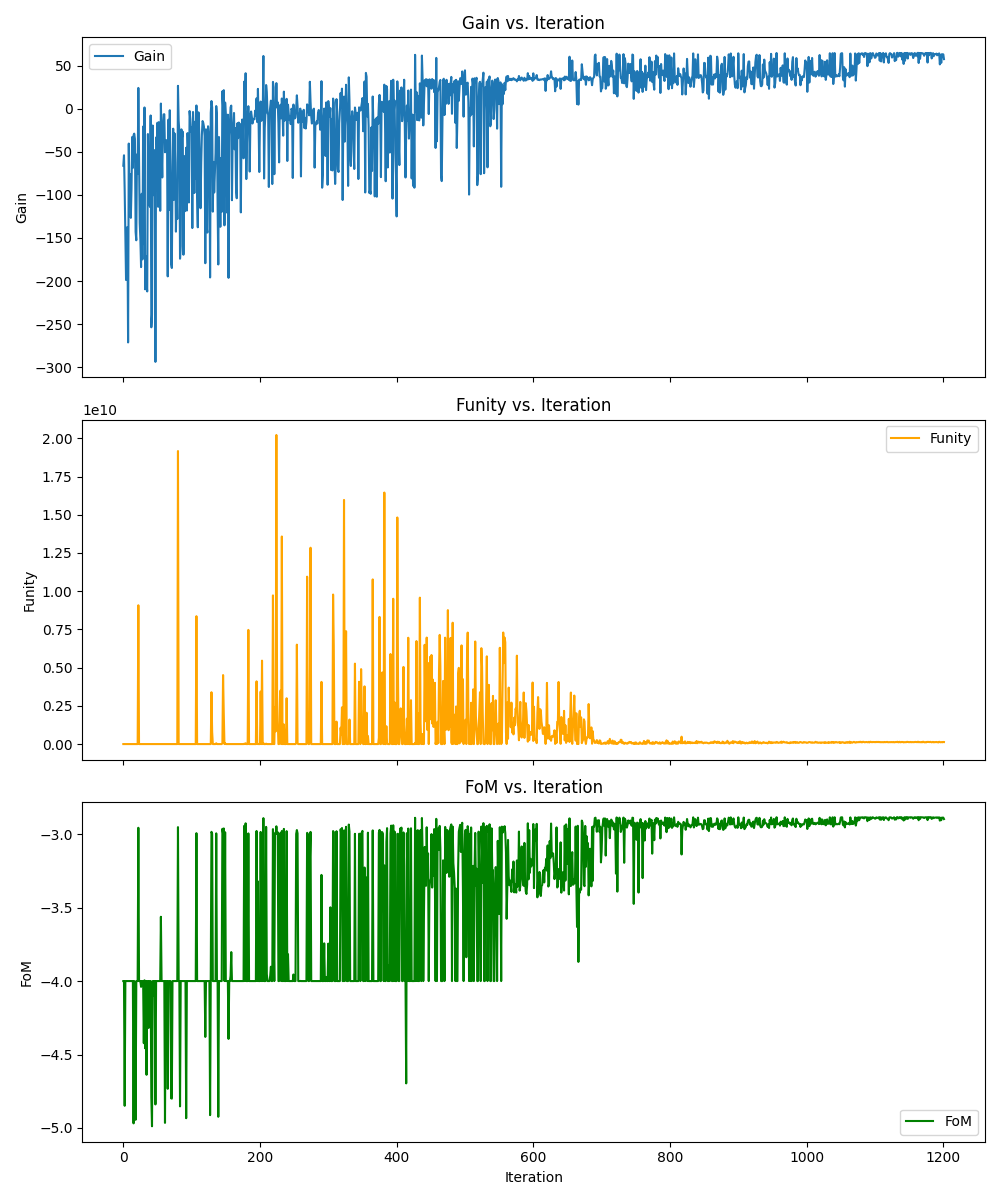 Gain vs. Iteration
Gain
50
0
−50
−100
−150
−200
−250
−300
Gain
Funity vs. Iteration
1e10
Funity
2.00
1.75
1.50
1.25
1.00
0.75
0.50
0.25
0.00
Funity
FoM vs. Iteration
−3.0
−3.5
−4.0
−4.5
−5.0
FoM
FoM
0 200 400 600 800 1000 1200
Iteration